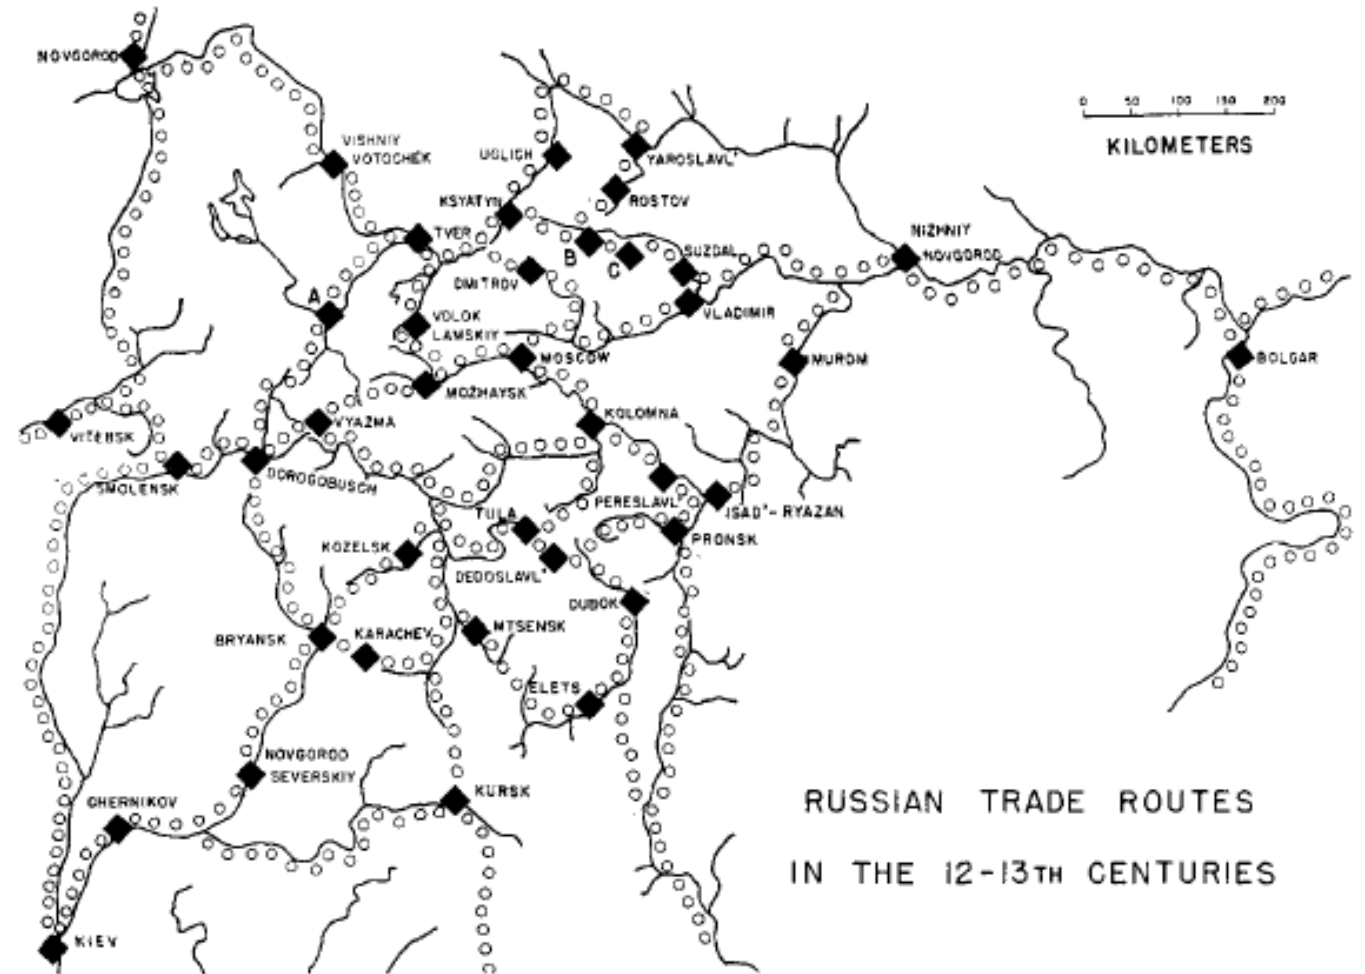 NOVGOROD
VISHNIY
VOTOCHEK
UGLICH
YAROSLAVL'
0 50 100 150 200
KILOMETERS
KSYATYN
ROSTOV
TVER
B
C
SUZDAL
NIZHNIY
NOVGOROD
DMITROV
A
VOLOK
LAMSKIY
VLADIMIR
MOSCOW
MUROM
BOLGAR
MOŽHAYSK
VITEBSK
VYAZMA
KOLOMNA
SMOLENSK
DOROGOBUSCH
PERESLAVL'
ISAD'-RYAZAN
TULA
PRONSK
KOZELSK
DEDOSLAVL'
DUBOK
BRYANSK
KARACHEV
MTSENSK
ELETS
NOVGOROD
SEVERSKIY
KURSK
CHERNIKOV
RUSSIAN TRADE ROUTES
IN THE 12-13TH CENTURIES
KIEV